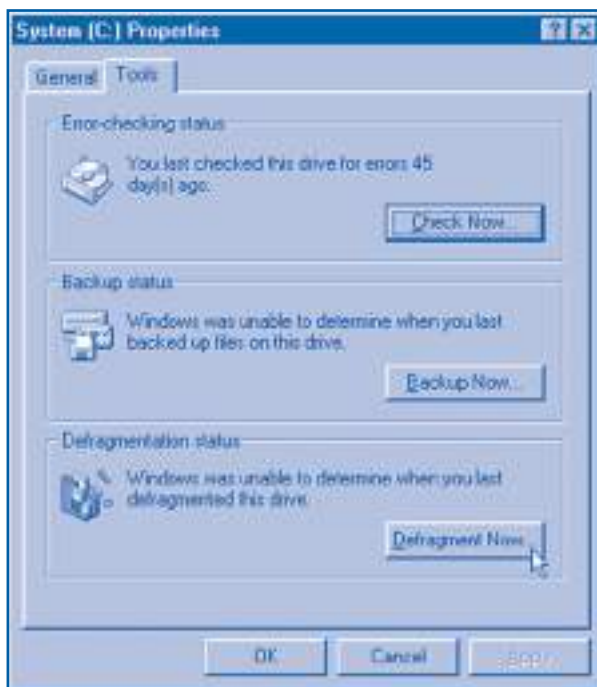 System (C:) Properties
General Tools
Error-checking status
You last checked this drive for errors 45
day(s) ago.
Check Now...
Backup status
Windows was unable to determine when you last
backed up files on this drive.
Backup Now...
Defragmentation status
Windows was unable to determine when you last
defragmented this drive.
Defragment Now...
OK Cancel